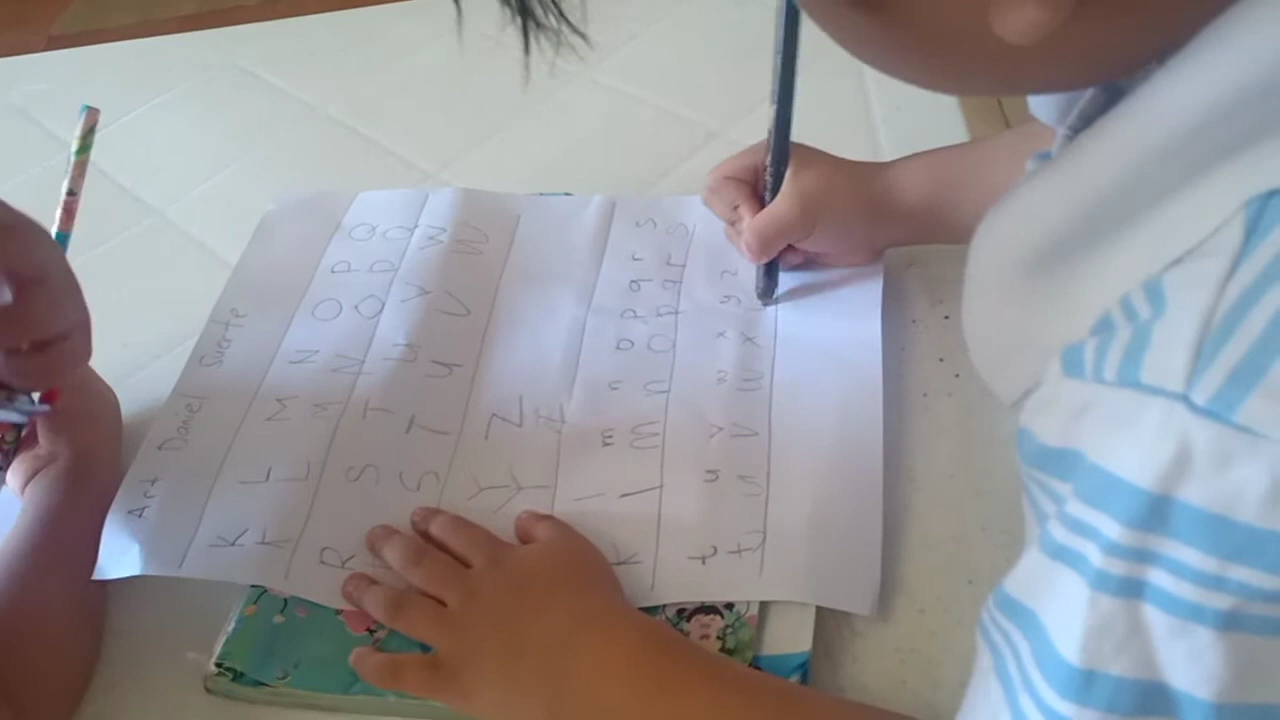 Art Daniel Suerte
K L M N O P Q
K L M N O P Q
R S T U V W
S T U V W
Y Z
Y Z
l m n o p q r s
k l m n o p q r s
t u v w x y z
t u v w x